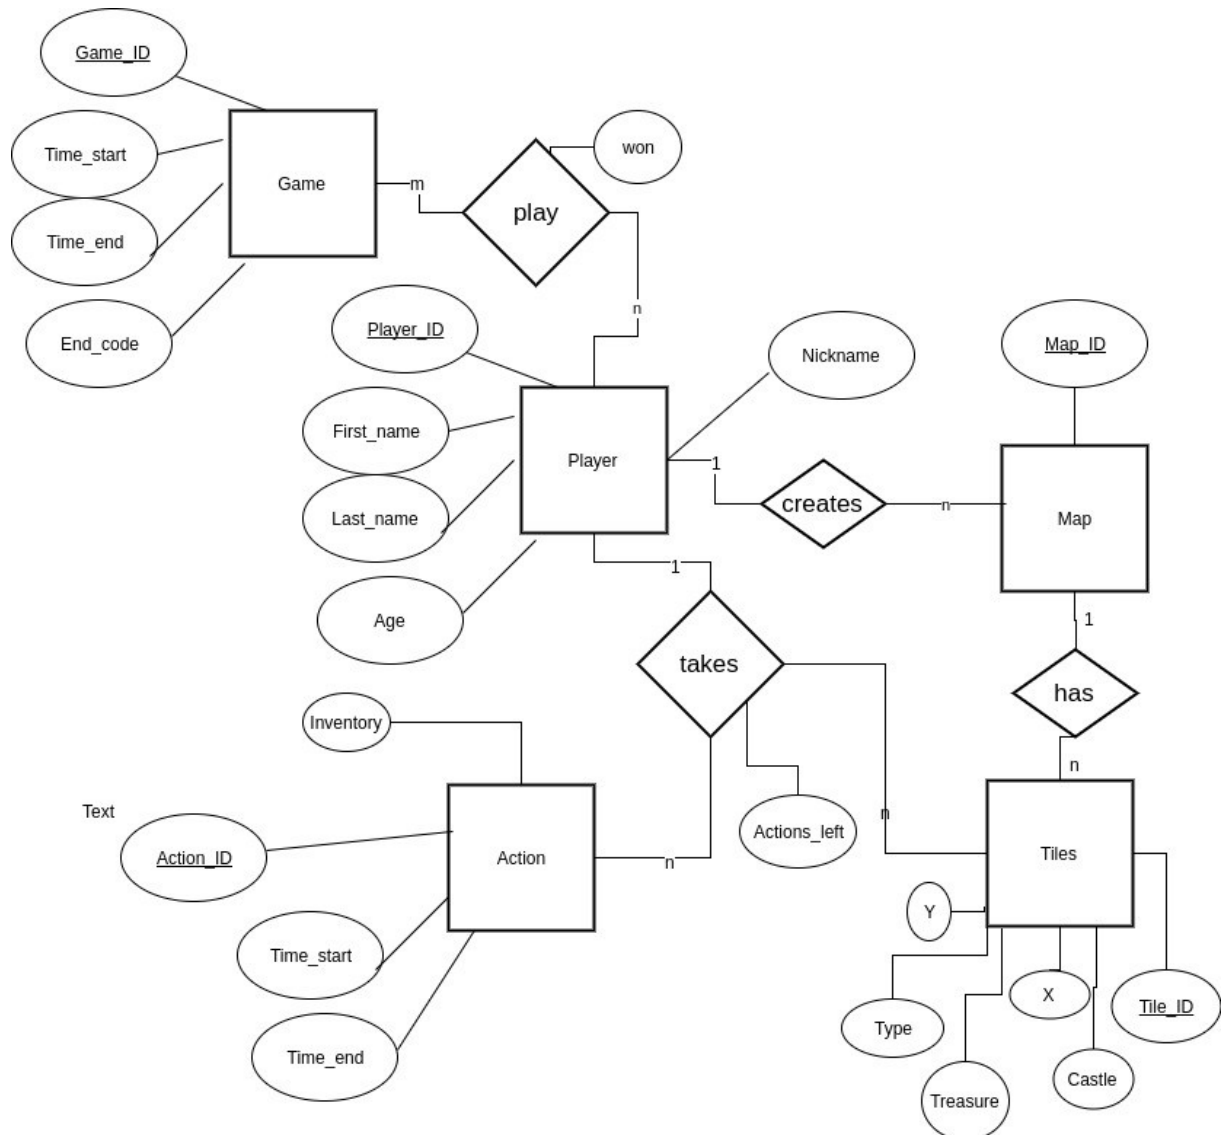 Game_ID
Time_start
Game
won
m
play
Time_end
n
Player_ID
Nickname
Map_ID
End_code
First_name
Player
1
creates
n
Map
Last_name
1
1
Age
takes
has
Inventory
n
Text
n
Actions_left
Action_ID
Action
n
Tiles
Y
Time_start
X
Tile_ID
Type
Time_end
Castle
Treasure